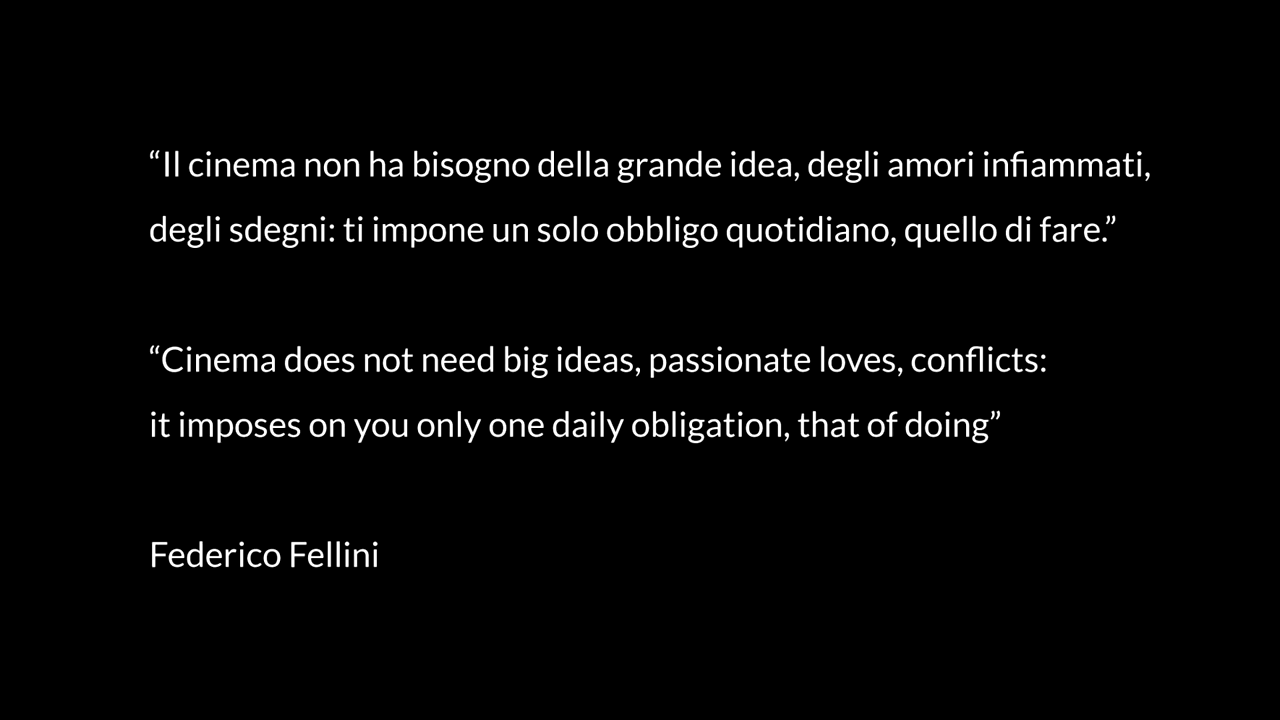 “Il cinema non ha bisogno della grande idea, degli amori infiammati,
degli sdegni: ti impone un solo obbligo quotidiano, quello di fare.”
“Cinema does not need big ideas, passionate loves, conflicts:
it imposes on you only one daily obligation, that of doing”
Federico Fellini